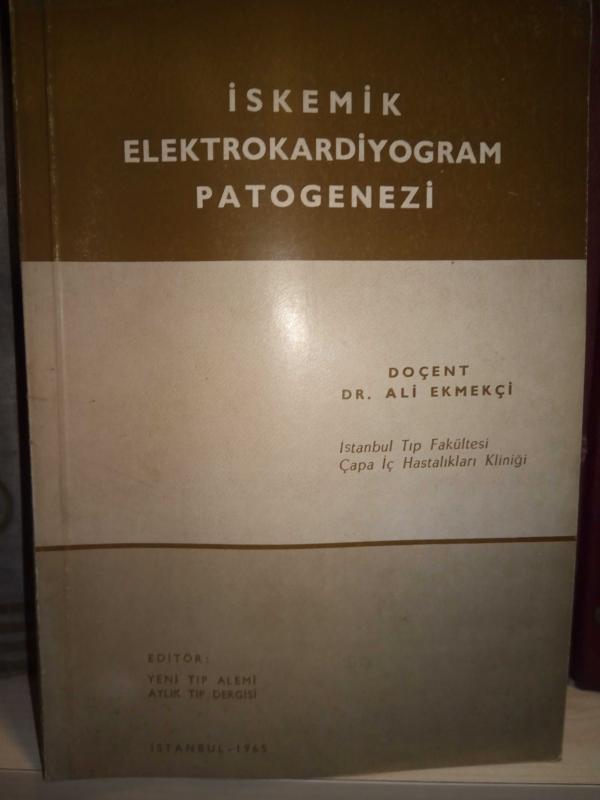 İSKEMİK
ELEKTROKARDİYOGRAM
PATOGENEZİ
DOÇENT
DR. ALİ EKMEKÇİ
İstanbul Tıp Fakültesi
Çapa İç Hastalıkları Kliniği
EDİTÖR:
YENİ TIP ALEMİ
AYLIK TIP DERGİSİ
İSTANBUL - 1965